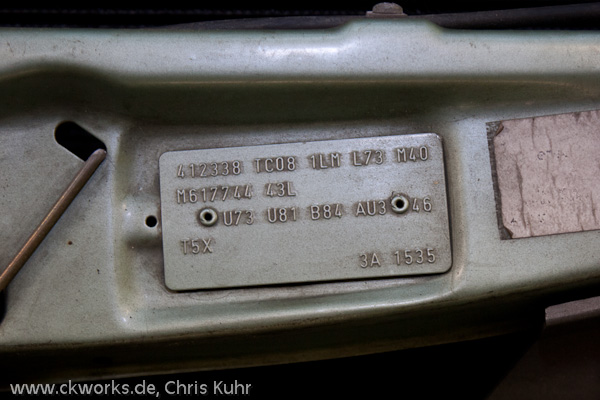 412338 TC08 1LM L73 M40
M617744 43L
U73 U81 B84 AU3 46
T5X
3A 1535
www.ckworks.de, Chris Kuhr